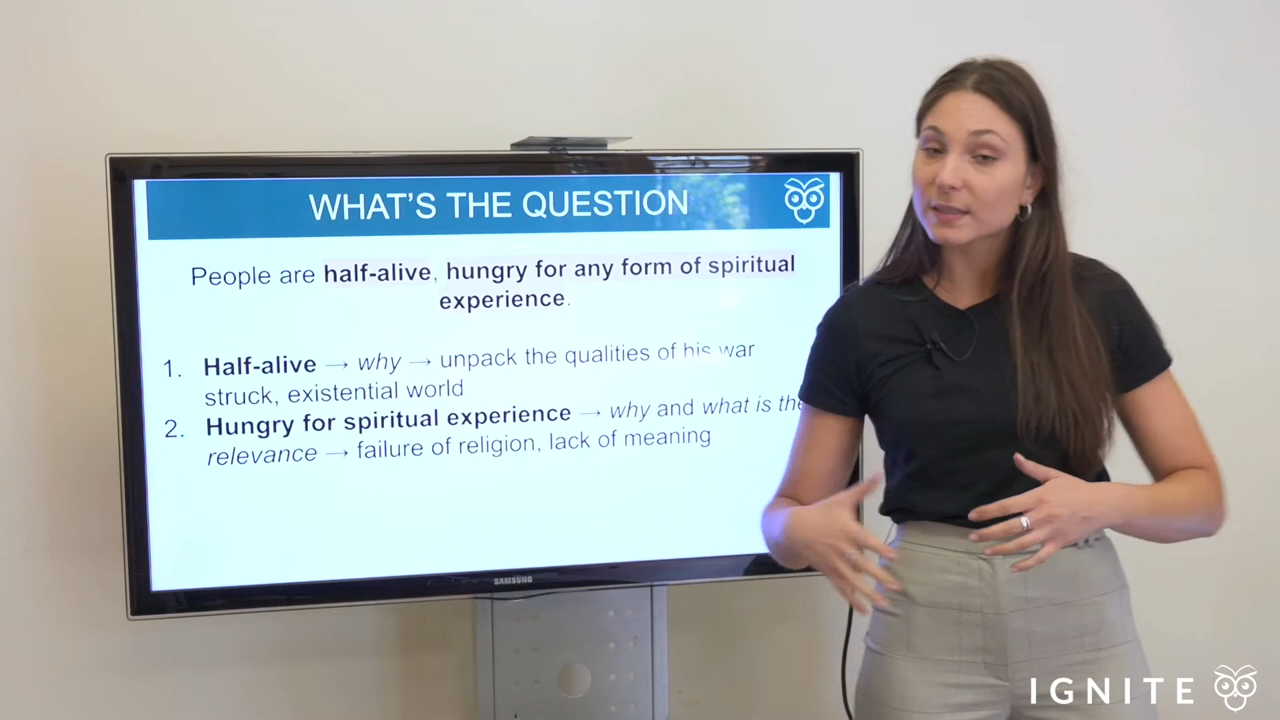 WHAT'S THE QUESTION
People are half-alive, hungry for any form of spiritual
experience.
1. Half-alive → why → unpack the qualities of his war
struck, existential world
2. Hungry for spiritual experience → why and what is the
relevance → failure of religion, lack of meaning
SAMSUNG
IGNITE